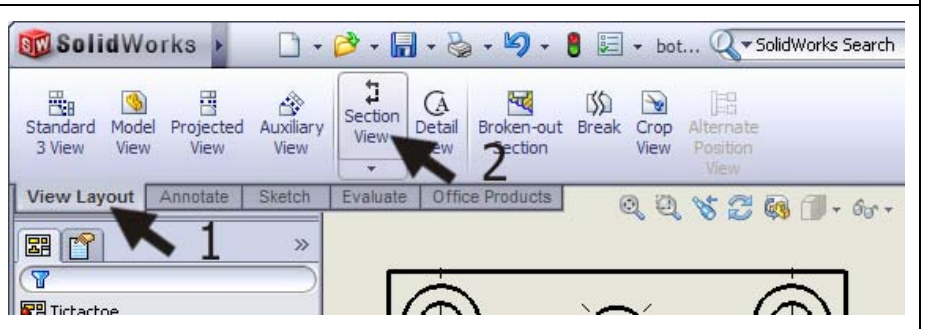 SolidWorks bot... SolidWorks Search
Standard 3 View
Model View
Projected View
Auxiliary View
Section View
Detail View
Broken-out Section
Break
Crop View
Alternate Position View
2
View Layout Annotate Sketch Evaluate Office Products
1
Tictactoe